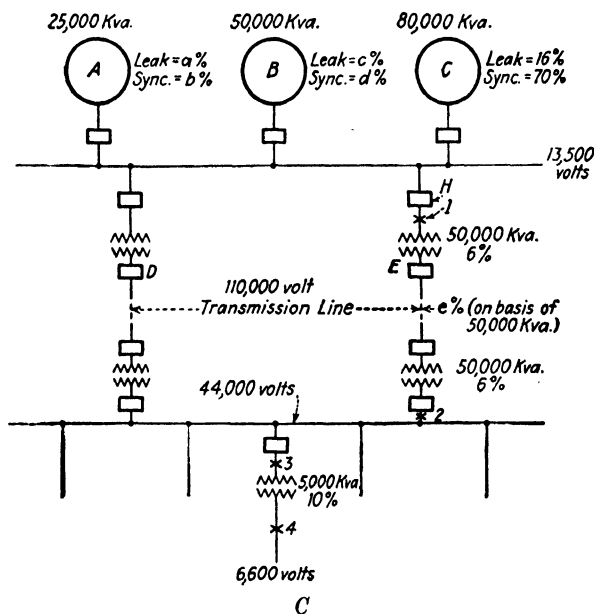 25,000 Kva.
50,000 Kva.
80,000 Kva.
A
Leak=a%
Sync.=b%
B
Leak=c%
Sync.=d%
C
Leak=16%
Sync.=70%
13,500
volts
H
1
50,000 Kva.
6%
D
E
110,000 volt
Transmission Line
e% (on basis of
50,000 Kva.)
50,000 Kva.
6%
44,000 volts
2
3
5,000 Kva.
10%
4
6,600 volts
C